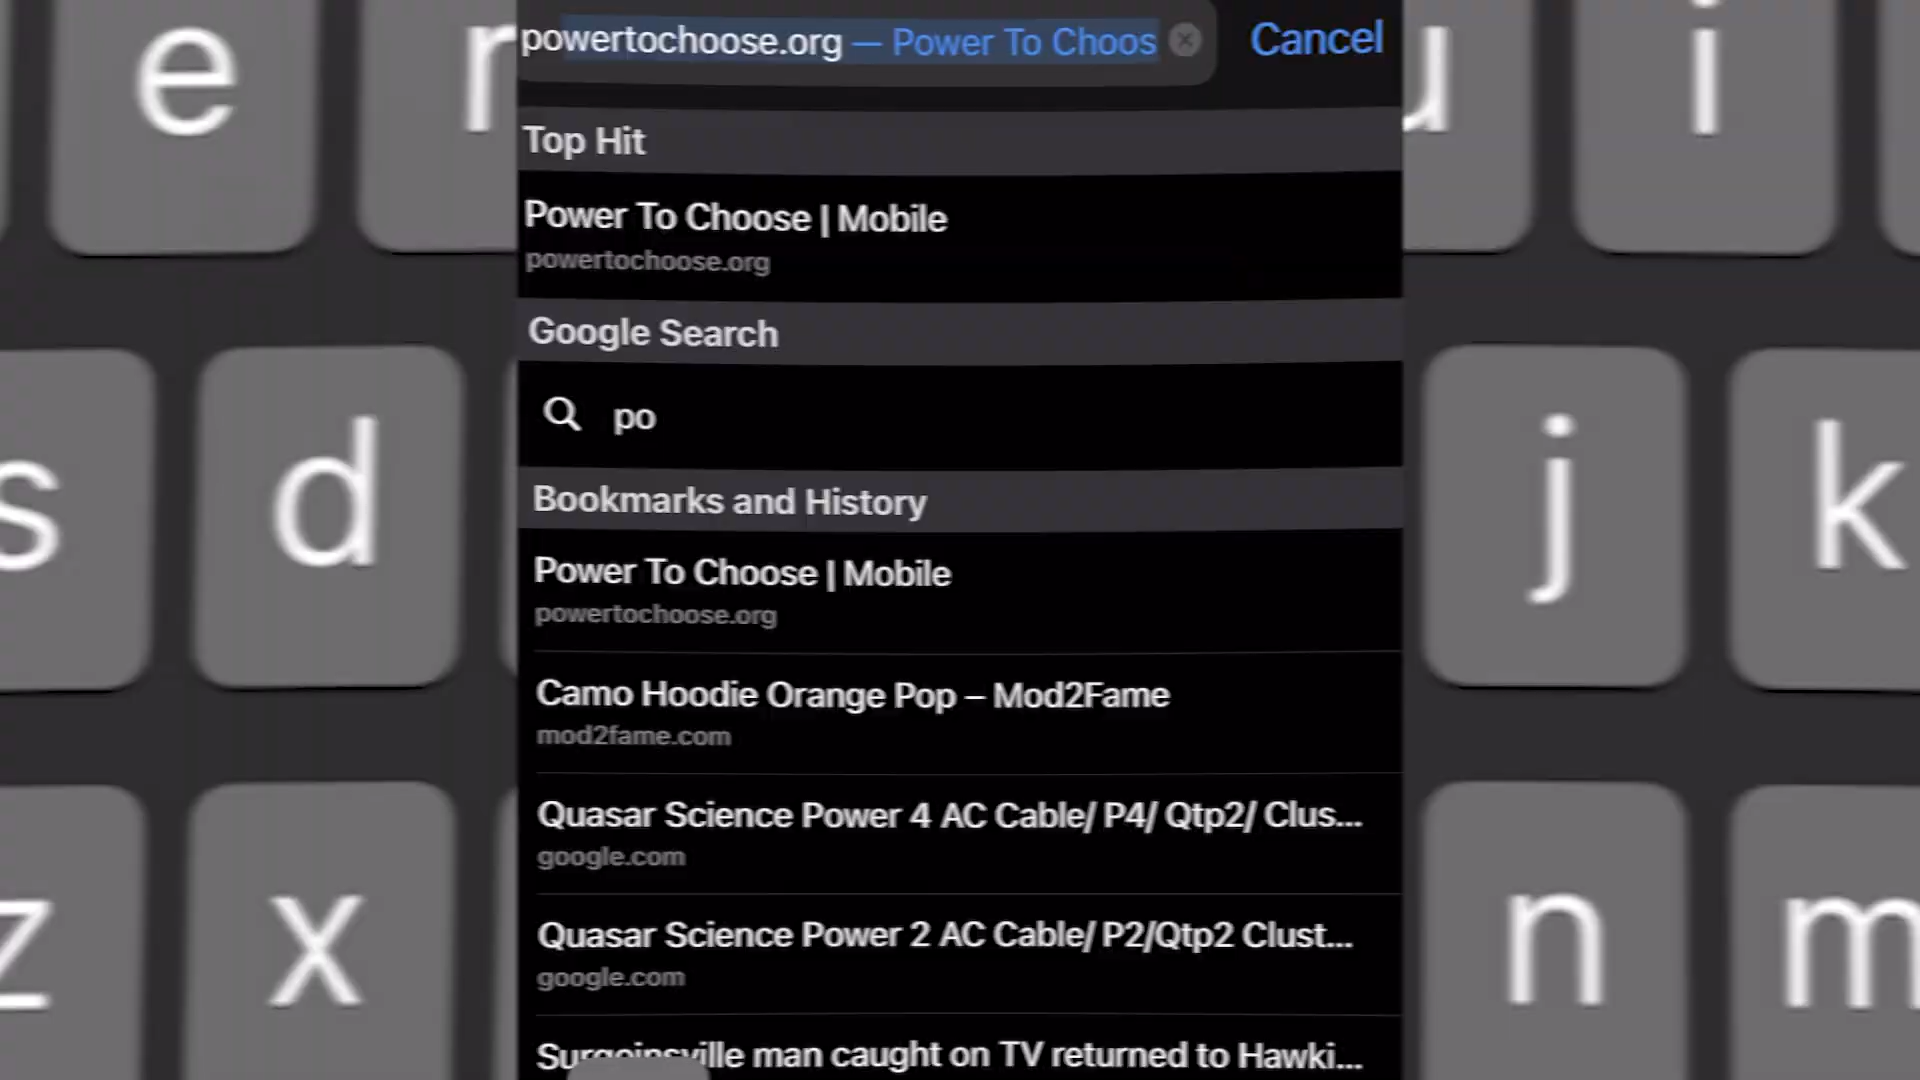 powertochoose.org — Power To Choos
Cancel
Top Hit
Power To Choose | Mobile
powertochoose.org
Google Search
po
Bookmarks and History
Power To Choose | Mobile
powertochoose.org
Camo Hoodie Orange Pop – Mod2Fame
mod2fame.com
Quasar Science Power 4 AC Cable/ P4/ Qtp2/ Clus...
google.com
Quasar Science Power 2 AC Cable/ P2/Qtp2 Clust...
google.com
Surgoinsville man caught on TV returned to Hawki...
e r u i
s d j k
z x n m